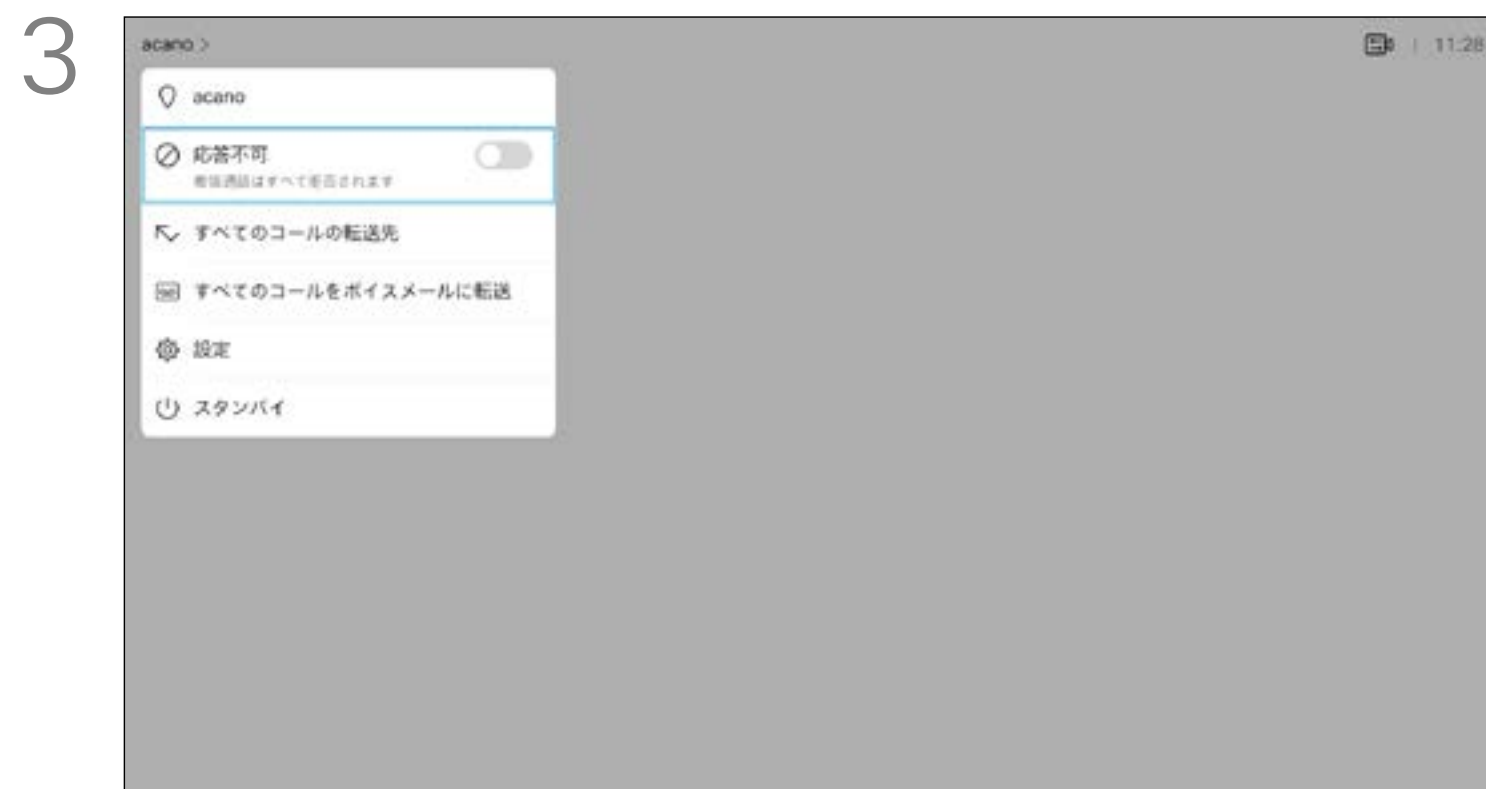 3
acano >
11:28
acano
応答不可
着信通話はすべて拒否されます
すべてのコールの転送先
すべてのコールをボイスメールに転送
設定
スタンバイ